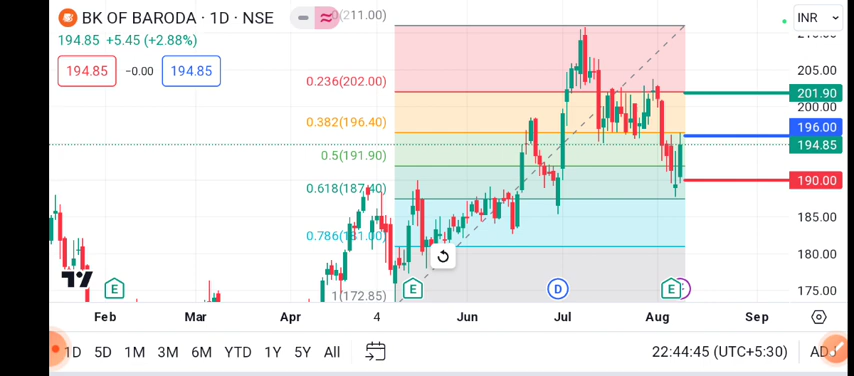 BK OF BARODA · 1D · NSE
0(211.00)
INR
194.85 +5.45 (+2.88%)
194.85 −0.00 194.85
0.236(202.00)
0.382(196.40)
0.5(191.90)
0.618(187.40)
0.786(181.00)
1(172.85)
205.00
201.90
200.00
196.00
194.85
190.00
185.00
180.00
175.00
E E D E
Feb Mar Apr 4 Jun Jul Aug Sep
1D 5D 1M 3M 6M YTD 1Y 5Y All 22:44:45 (UTC+5:30)